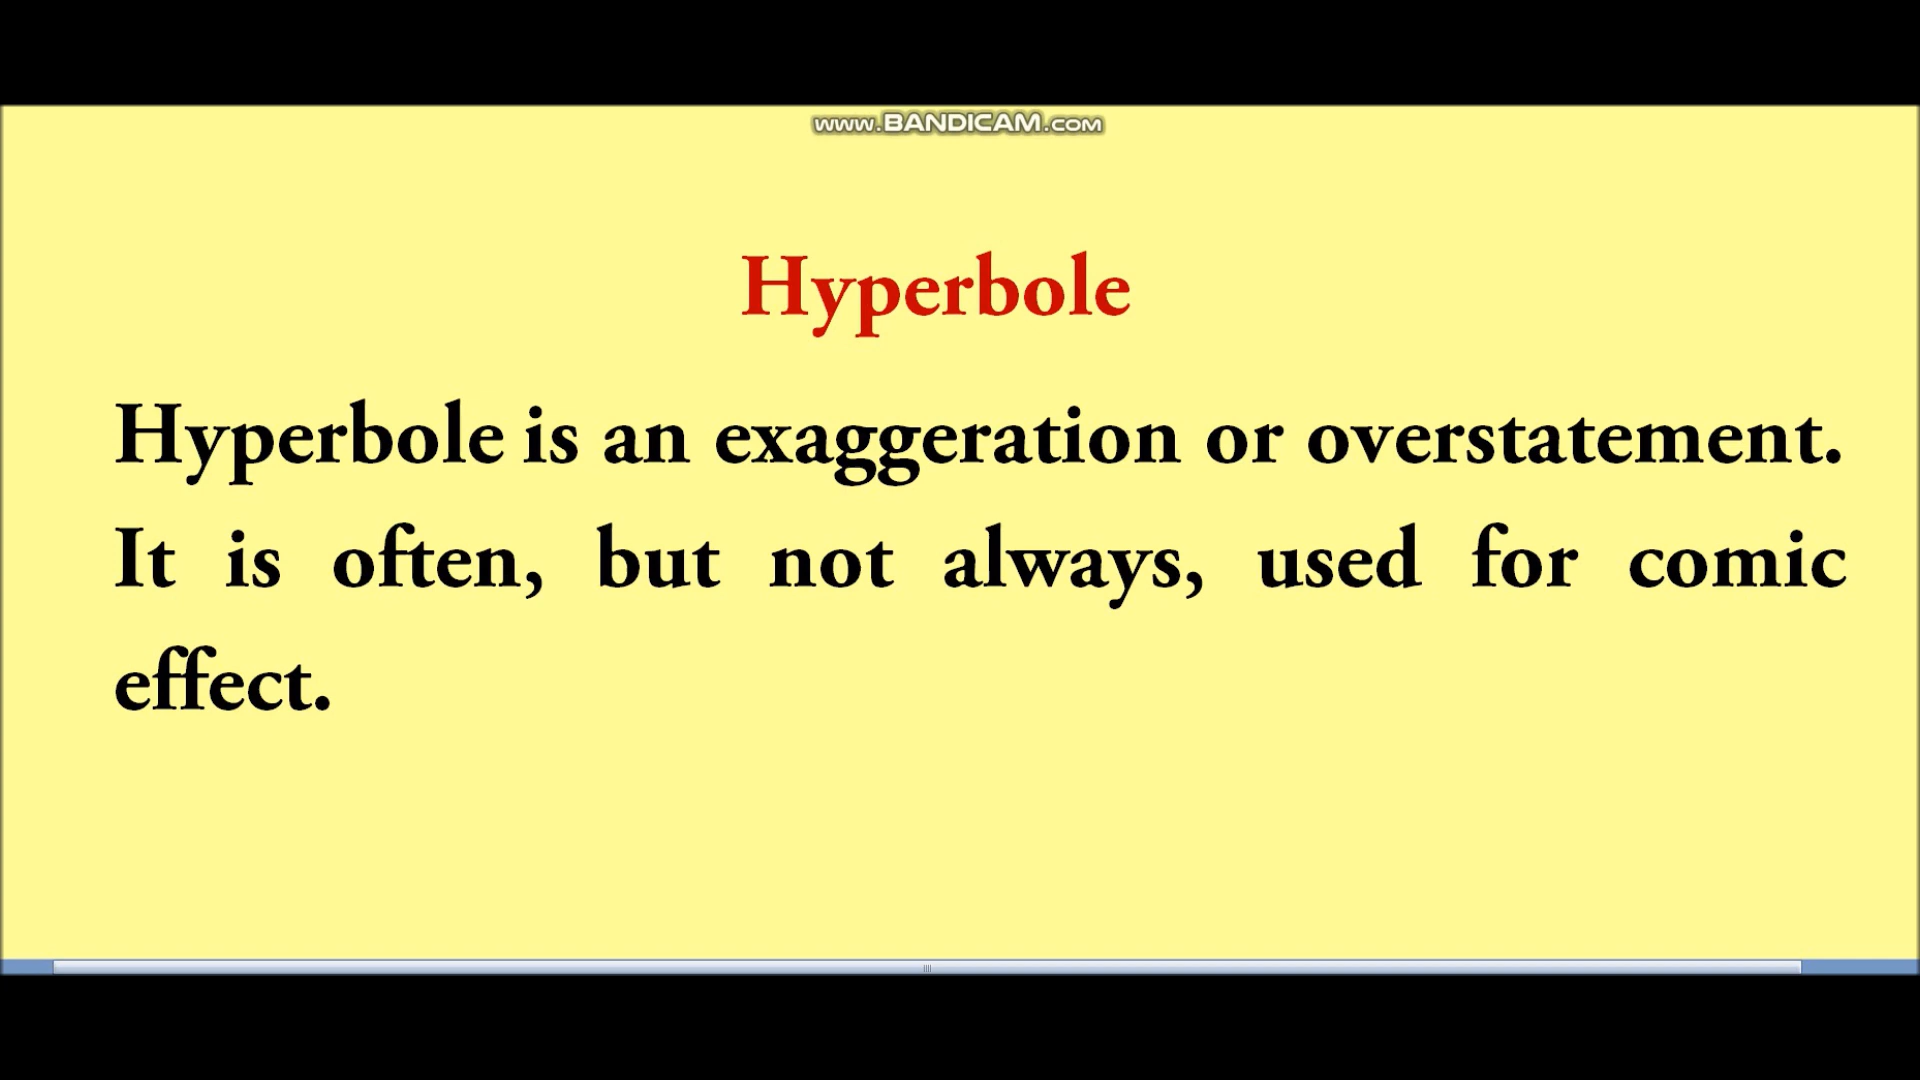 www.BANDICAM.com
Hyperbole
Hyperbole is an exaggeration or overstatement.
It is often, but not always, used for comic
effect.